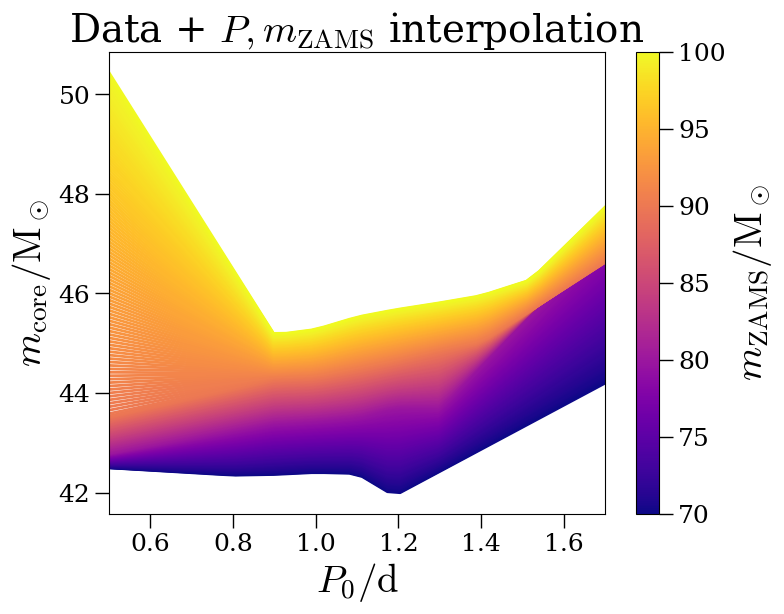 Data + P, m_ZAMS interpolation
m_core/M_⊙
50
48
46
44
42
0.6 0.8 1.0 1.2 1.4 1.6
P_0/d
100
95
90
85
80
75
70
m_ZAMS/M_⊙